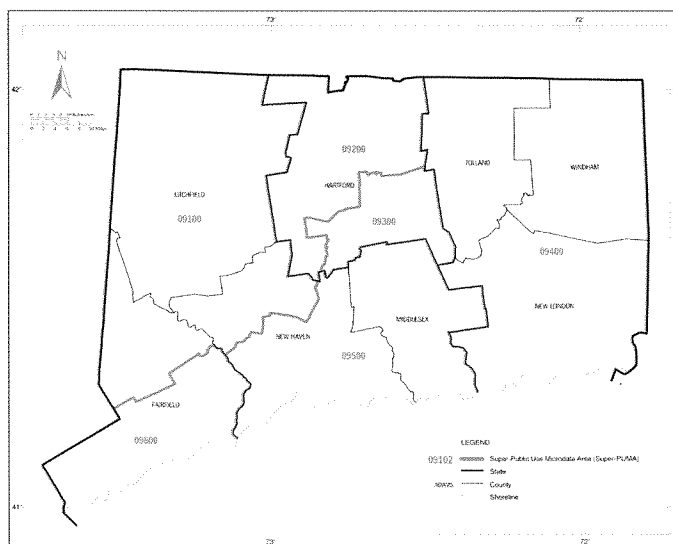 73°
72°
N
42°
09200
TOLLAND
WINDHAM
LITCHFIELD
HARTFORD
09100
09300
09400
NEW LONDON
MIDDLESEX
NEW HAVEN
09500
FAIRFIELD
09600
LEGEND
09102 Super-Public Use Microdata Area (Super-PUMA)
State
ADAMS County
Shoreline
41°
73°
72°